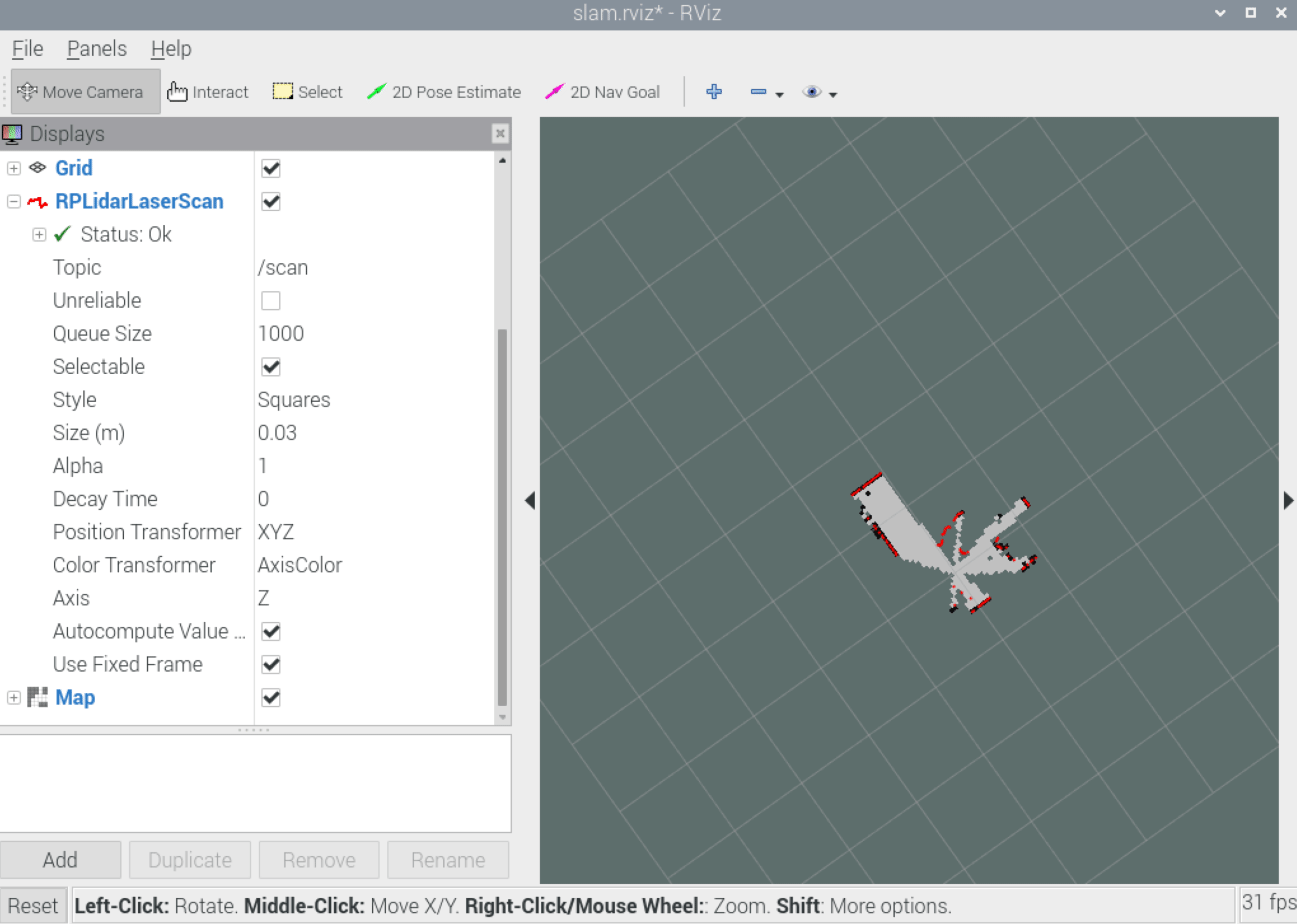 slam.rviz* - RViz
File Panels Help
Move Camera Interact Select 2D Pose Estimate 2D Nav Goal
Displays
Grid
RPLidarLaserScan
Status: Ok
Topic /scan
Unreliable
Queue Size 1000
Selectable
Style Squares
Size (m) 0.03
Alpha 1
Decay Time 0
Position Transformer XYZ
Color Transformer AxisColor
Axis Z
Autocompute Value ...
Use Fixed Frame
Map
Add Duplicate Remove Rename
Reset Left-Click: Rotate. Middle-Click: Move X/Y. Right-Click/Mouse Wheel:: Zoom. Shift: More options. 31 fps